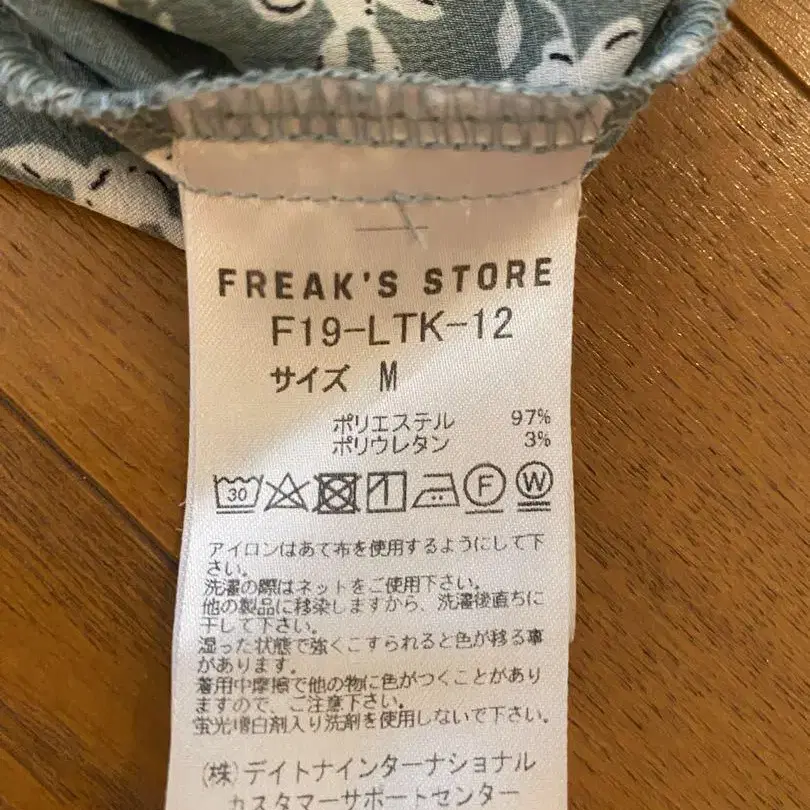 FREAK'S STORE
F19-LTK-12
サイズ M
ポリエステル 97%
ポリウレタン 3%
30 F W
アイロンはあて布を使用するようにして下
さい。
洗濯の際はネットをご使用下さい。
他の製品に移染しますから、洗濯後直ちに
干して下さい。
湿った状態で強くこすられると色が移る事
があります。
着用中摩擦で他の物に色がつくことがあり
ますので、ご注意下さい。
蛍光増白剤入り洗剤を使用しないで下さい。
(株)デイトナインターナショナル
カスタマーサポートセンター